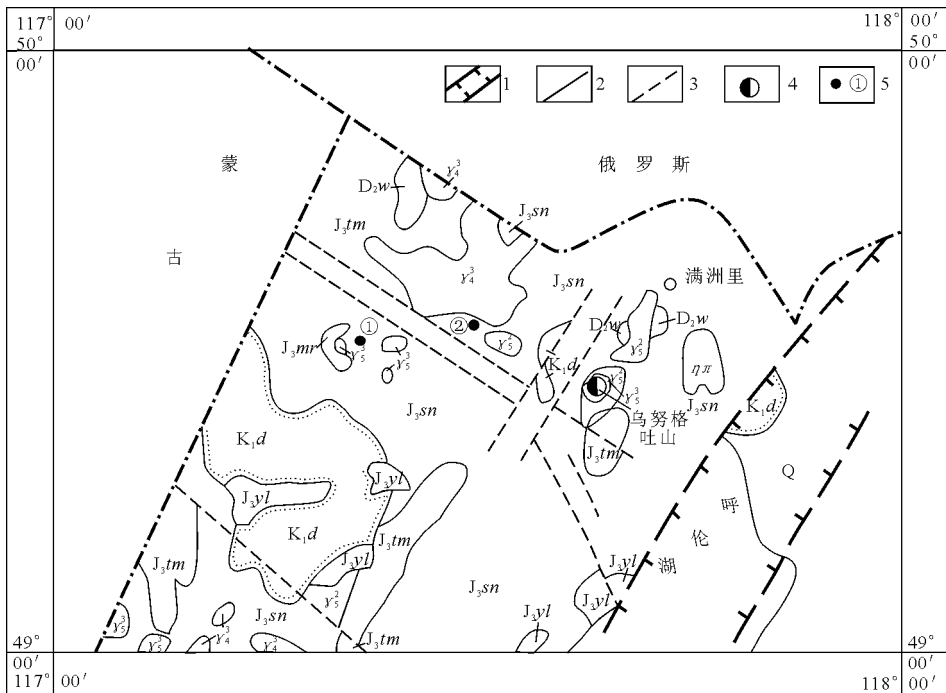 117° 00′
118° 00′
50° 00′
50° 00′
1
2
3
4
① 5
蒙
古
俄罗斯
γ₄³
D₂w
J₃sn
J₃tm
γ₄³
J₃sn
满洲里
①
②
D₂w
D₂w
J₃mr
γ₅³
γ₅³
γ₅²
γ₅²
K₁d
ηπ
γ₅²
γ₅³
J₃sn
J₃sn
K₁d
乌努格
吐山
K₁d
J₃tm
J₃yl
J₃yl
Q
呼
伦
湖
K₁d
J₃tm
J₃yl
J₃tm
γ₅²
J₃sn
J₃yl
J₃yl
J₃yl
γ₅³
γ₅³
γ₄³
J₃sn
γ₄³
J₃tm
49° 00′
49° 00′
117° 00′
118° 00′